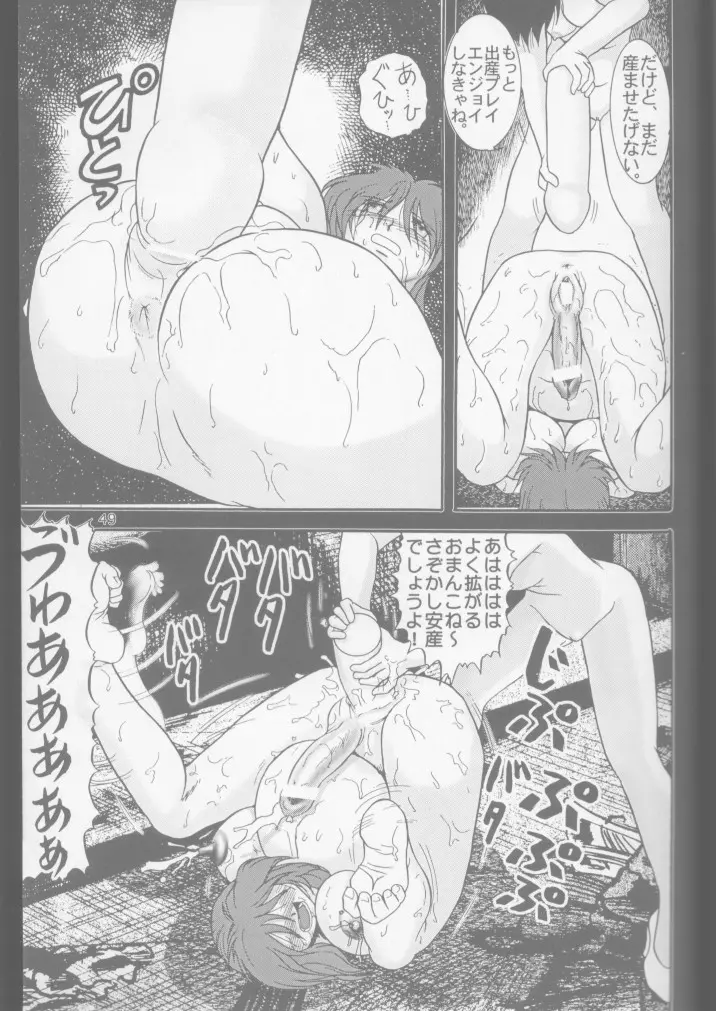 だけど、まだ
産ませたげない。
もっと
出産プレイ
エンジョイ
しなきゃね。
あ…ひ
ぐひッ…
ぴとっ
49
あはははは
よく拡がる
おまんこね～
さぞかし安産
でしょうよ！
じぷ
ぷぱ
ぷぷぷ
バタ
バタ
バタ
バタ